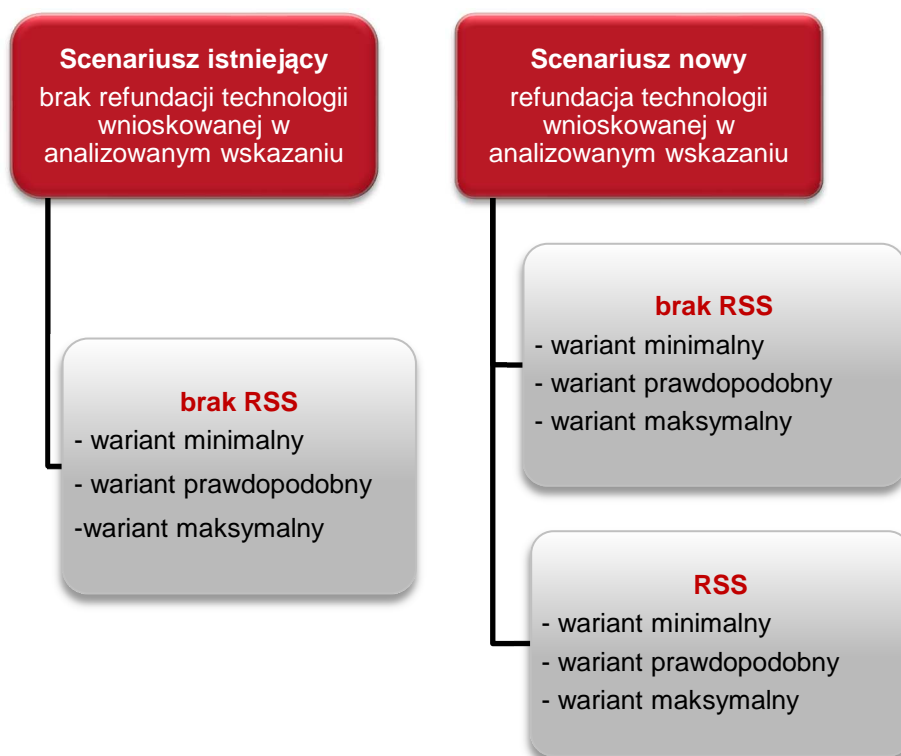 Scenariusz istniejący
brak refundacji technologii
wnioskowanej w
analizowanym wskazaniu
brak RSS
- wariant minimalny
- wariant prawdopodobny
-wariant maksymalny
Scenariusz nowy
refundacja technologii
wnioskowanej w
analizowanym wskazaniu
brak RSS
- wariant minimalny
- wariant prawdopodobny
- wariant maksymalny
RSS
- wariant minimalny
- wariant prawdopodobny
- wariant maksymalny